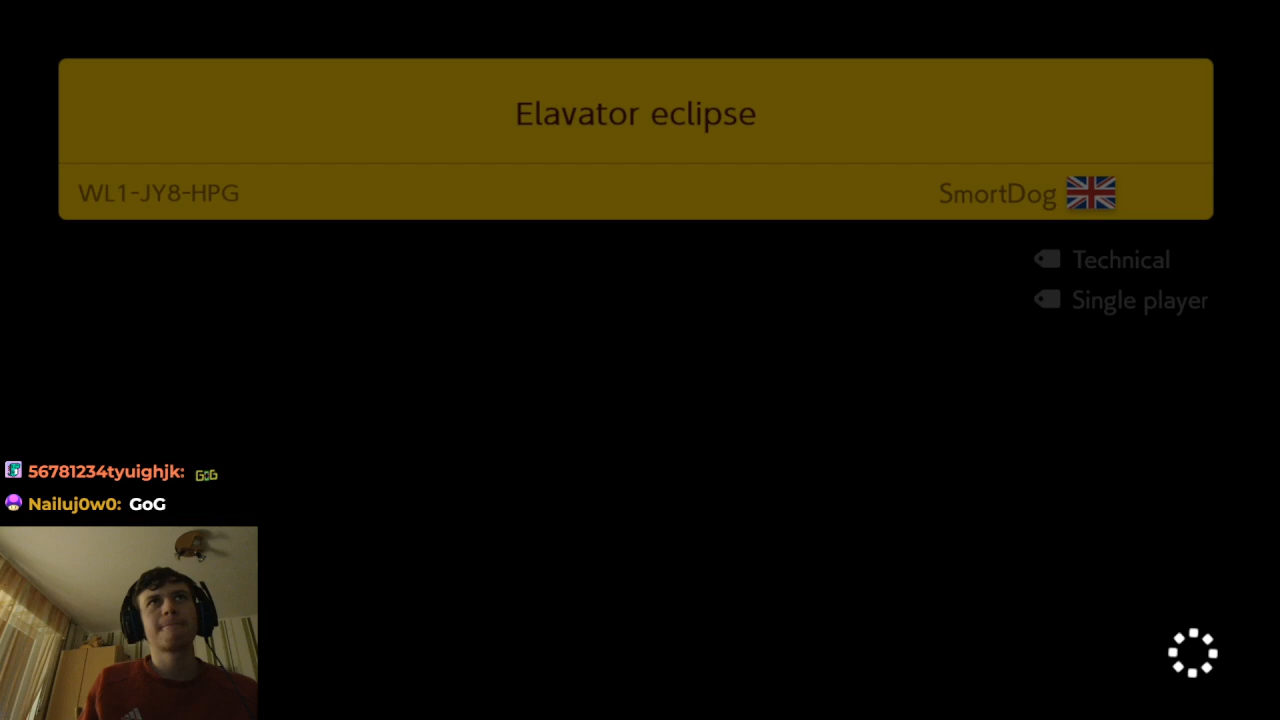 Elavator eclipse
WL1-JY8-HPG
SmortDog
Technical
Single player
56781234tyuighjk: GoG
Nailuj0w0: GoG